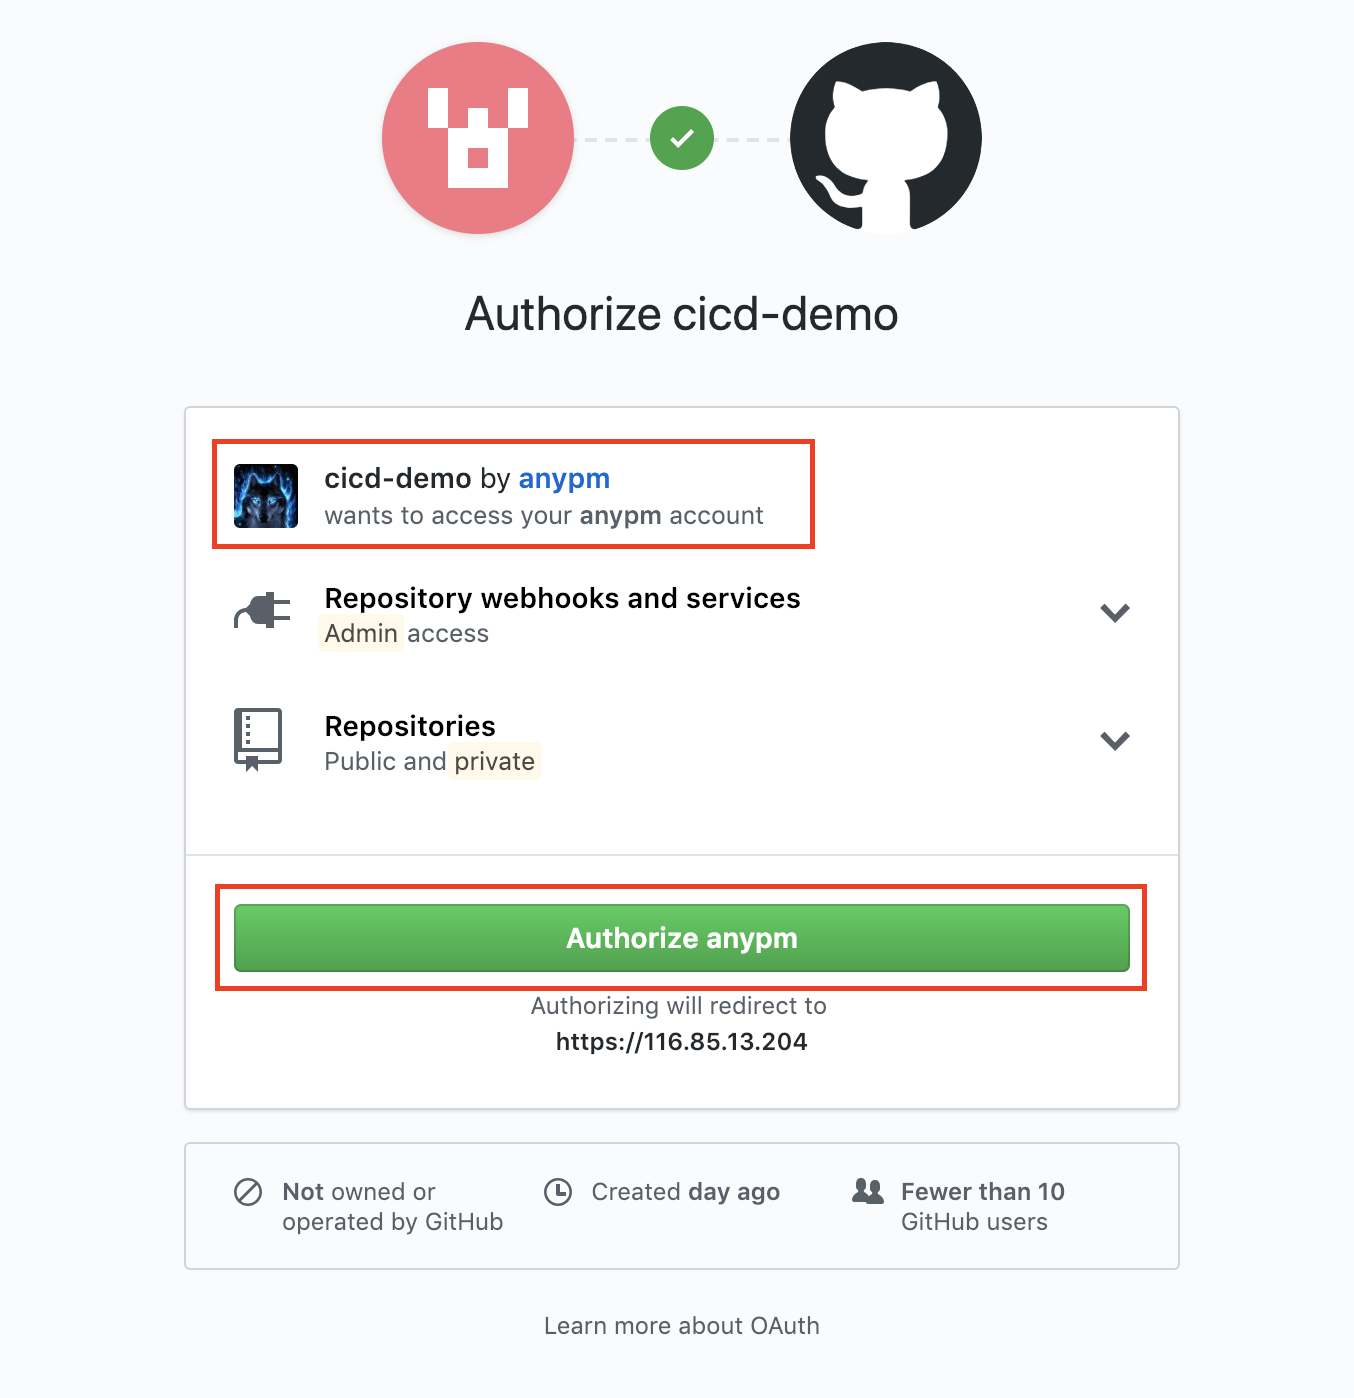 Authorize cicd-demo
cicd-demo by anypm
wants to access your anypm account
Repository webhooks and services
Admin access
Repositories
Public and private
Authorize anypm
Authorizing will redirect to
https://116.85.13.204
Not owned or
operated by GitHub
Created day ago
Fewer than 10
GitHub users
Learn more about OAuth